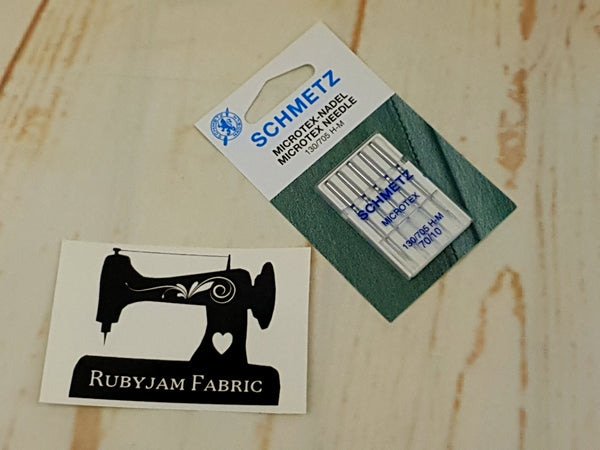 SCHMETZ
MICROTEX-NADEL
MICROTEX NEEDLE
130/705 H-M
SCHMETZ
MICROTEX
130/705 H-M
70/10
RUBYJAM FABRIC